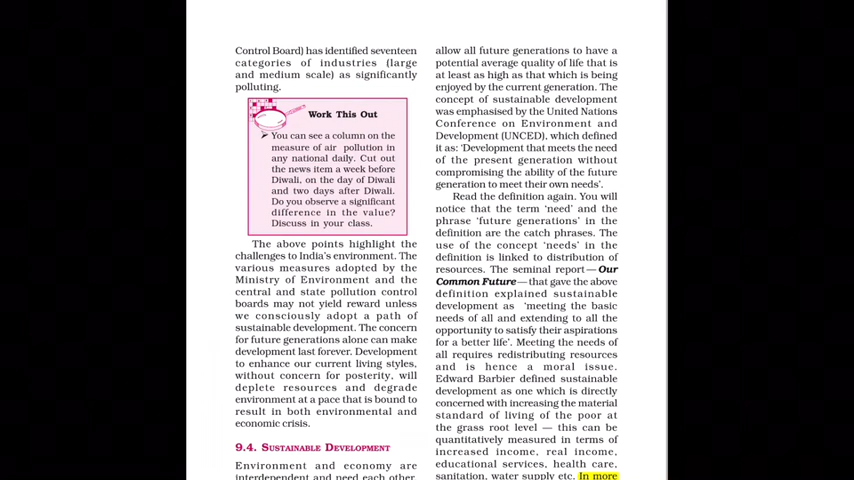 Control Board) has identified seventeen
categories of industries (large
and medium scale) as significantly
polluting.
Work This Out
➤ You can see a column on the
measure of air pollution in
any national daily. Cut out
the news item a week before
Diwali, on the day of Diwali
and two days after Diwali.
Do you observe a significant
difference in the value?
Discuss in your class.
The above points highlight the
challenges to India's environment. The
various measures adopted by the
Ministry of Environment and the
central and state pollution control
boards may not yield reward unless
we consciously adopt a path of
sustainable development. The concern
for future generations alone can make
development last forever. Development
to enhance our current living styles,
without concern for posterity, will
deplete resources and degrade
environment at a pace that is bound to
result in both environmental and
economic crisis.
9.4. SUSTAINABLE DEVELOPMENT
Environment and economy are
interdependent and need each other.
allow all future generations to have a
potential average quality of life that is
at least as high as that which is being
enjoyed by the current generation. The
concept of sustainable development
was emphasised by the United Nations
Conference on Environment and
Development (UNCED), which defined
it as: 'Development that meets the need
of the present generation without
compromising the ability of the future
generation to meet their own needs'.
Read the definition again. You will
notice that the term 'need' and the
phrase 'future generations' in the
definition are the catch phrases. The
use of the concept 'needs' in the
definition is linked to distribution of
resources. The seminal report — Our
Common Future — that gave the above
definition explained sustainable
development as 'meeting the basic
needs of all and extending to all the
opportunity to satisfy their aspirations
for a better life'. Meeting the needs of
all requires redistributing resources
and is hence a moral issue.
Edward Barbier defined sustainable
development as one which is directly
concerned with increasing the material
standard of living of the poor at
the grass root level — this can be
quantitatively measured in terms of
increased income, real income,
educational services, health care,
sanitation, water supply etc. In more